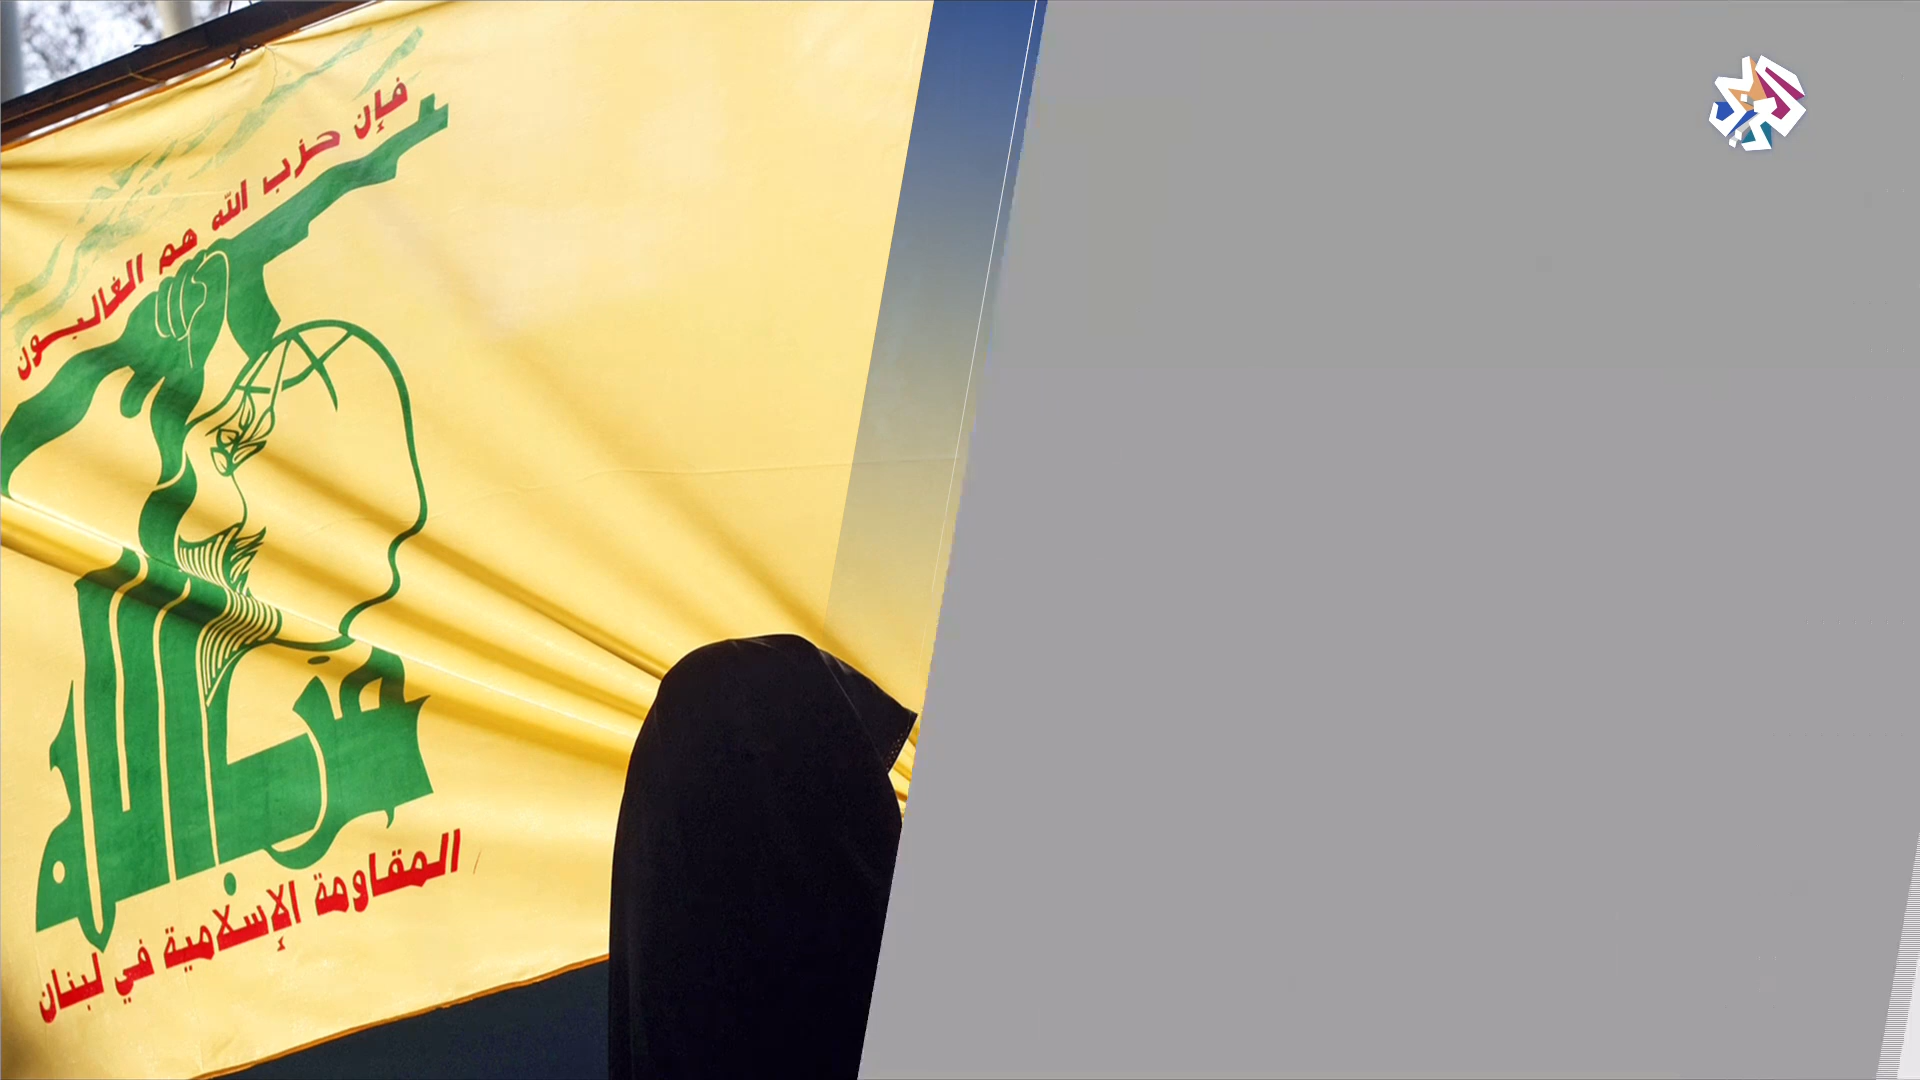 فإن حزب الله هم الغالبون
حزب الله
المقاومة الإسلامية في لبنان